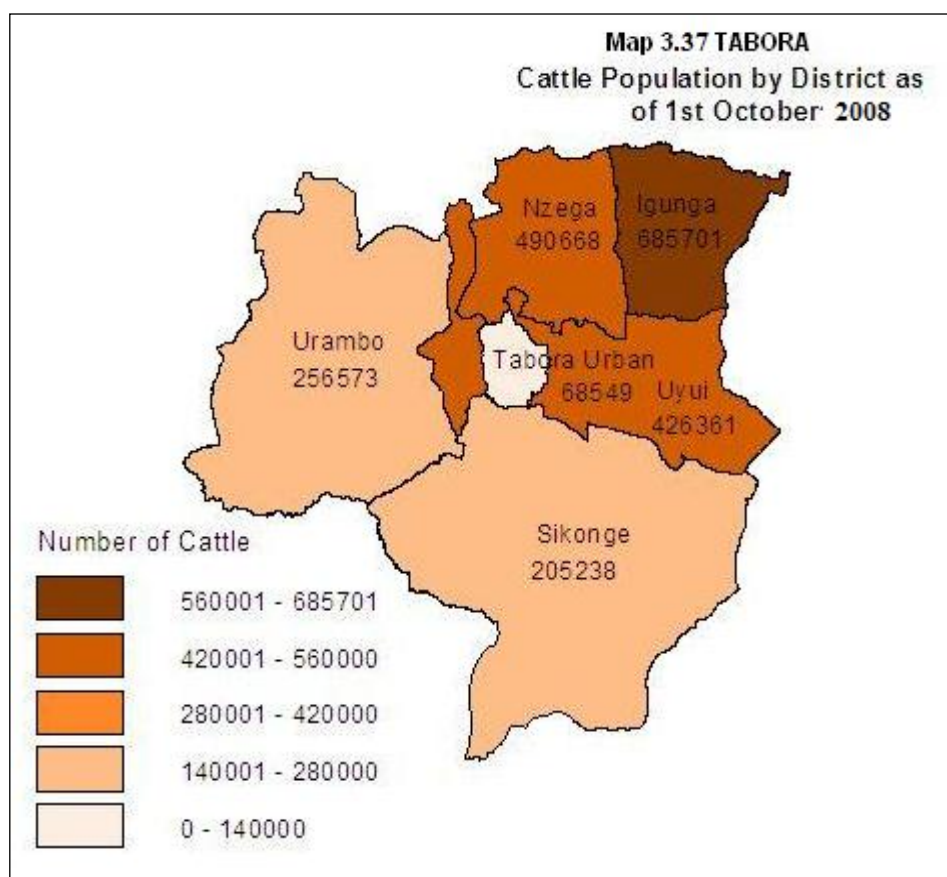 Map 3.37 TABORA
Cattle Population by District as
of 1st October 2008
Nzega
490668
Igunga
685701
Urambo
256573
Tabora Urban
68549
Uyui
426361
Sikonge
205238
Number of Cattle
560001 - 685701
420001 - 560000
280001 - 420000
140001 - 280000
0 - 140000